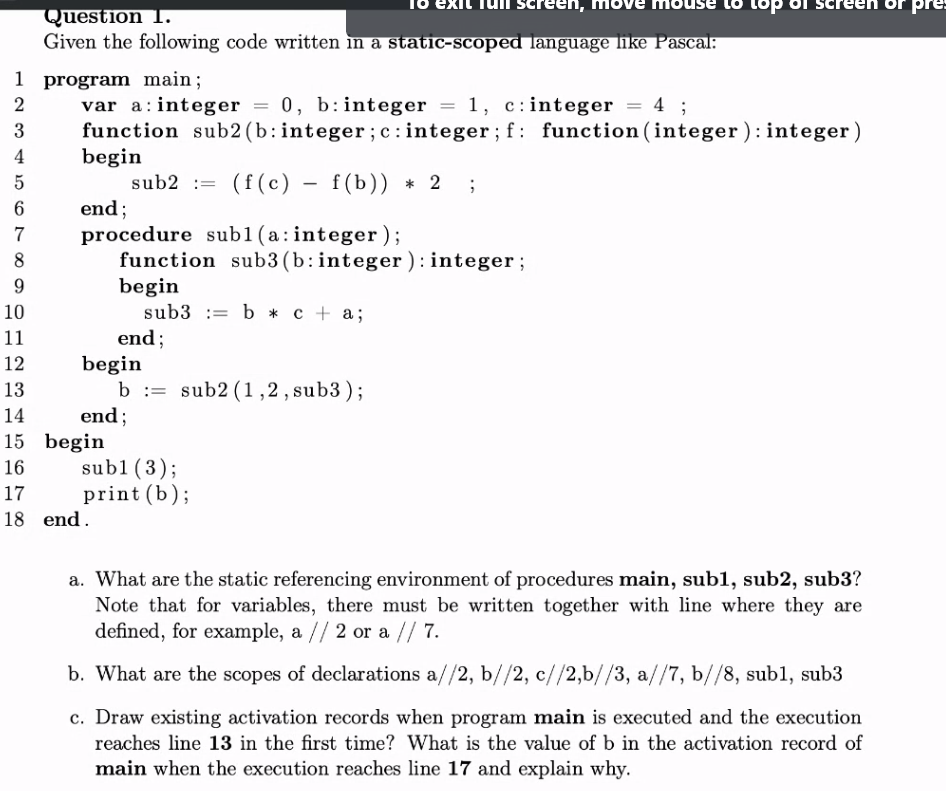 To exit full screen, move mouse to top of screen or pre
Question 1.
Given the following code written in a static-scoped language like Pascal:
1 program main;
2 var a:integer = 0, b:integer = 1, c:integer = 4 ;
3 function sub2(b:integer;c:integer;f: function(integer):integer)
4 begin
5 sub2 := (f(c) − f(b)) * 2 ;
6 end;
7 procedure sub1(a:integer);
8 function sub3(b:integer):integer;
9 begin
10 sub3 := b * c + a;
11 end;
12 begin
13 b := sub2(1,2,sub3);
14 end;
15 begin
16 sub1(3);
17 print(b);
18 end.
a. What are the static referencing environment of procedures main, sub1, sub2, sub3?
Note that for variables, there must be written together with line where they are
defined, for example, a // 2 or a // 7.
b. What are the scopes of declarations a//2, b//2, c//2,b//3, a//7, b//8, sub1, sub3
c. Draw existing activation records when program main is executed and the execution
reaches line 13 in the first time? What is the value of b in the activation record of
main when the execution reaches line 17 and explain why.